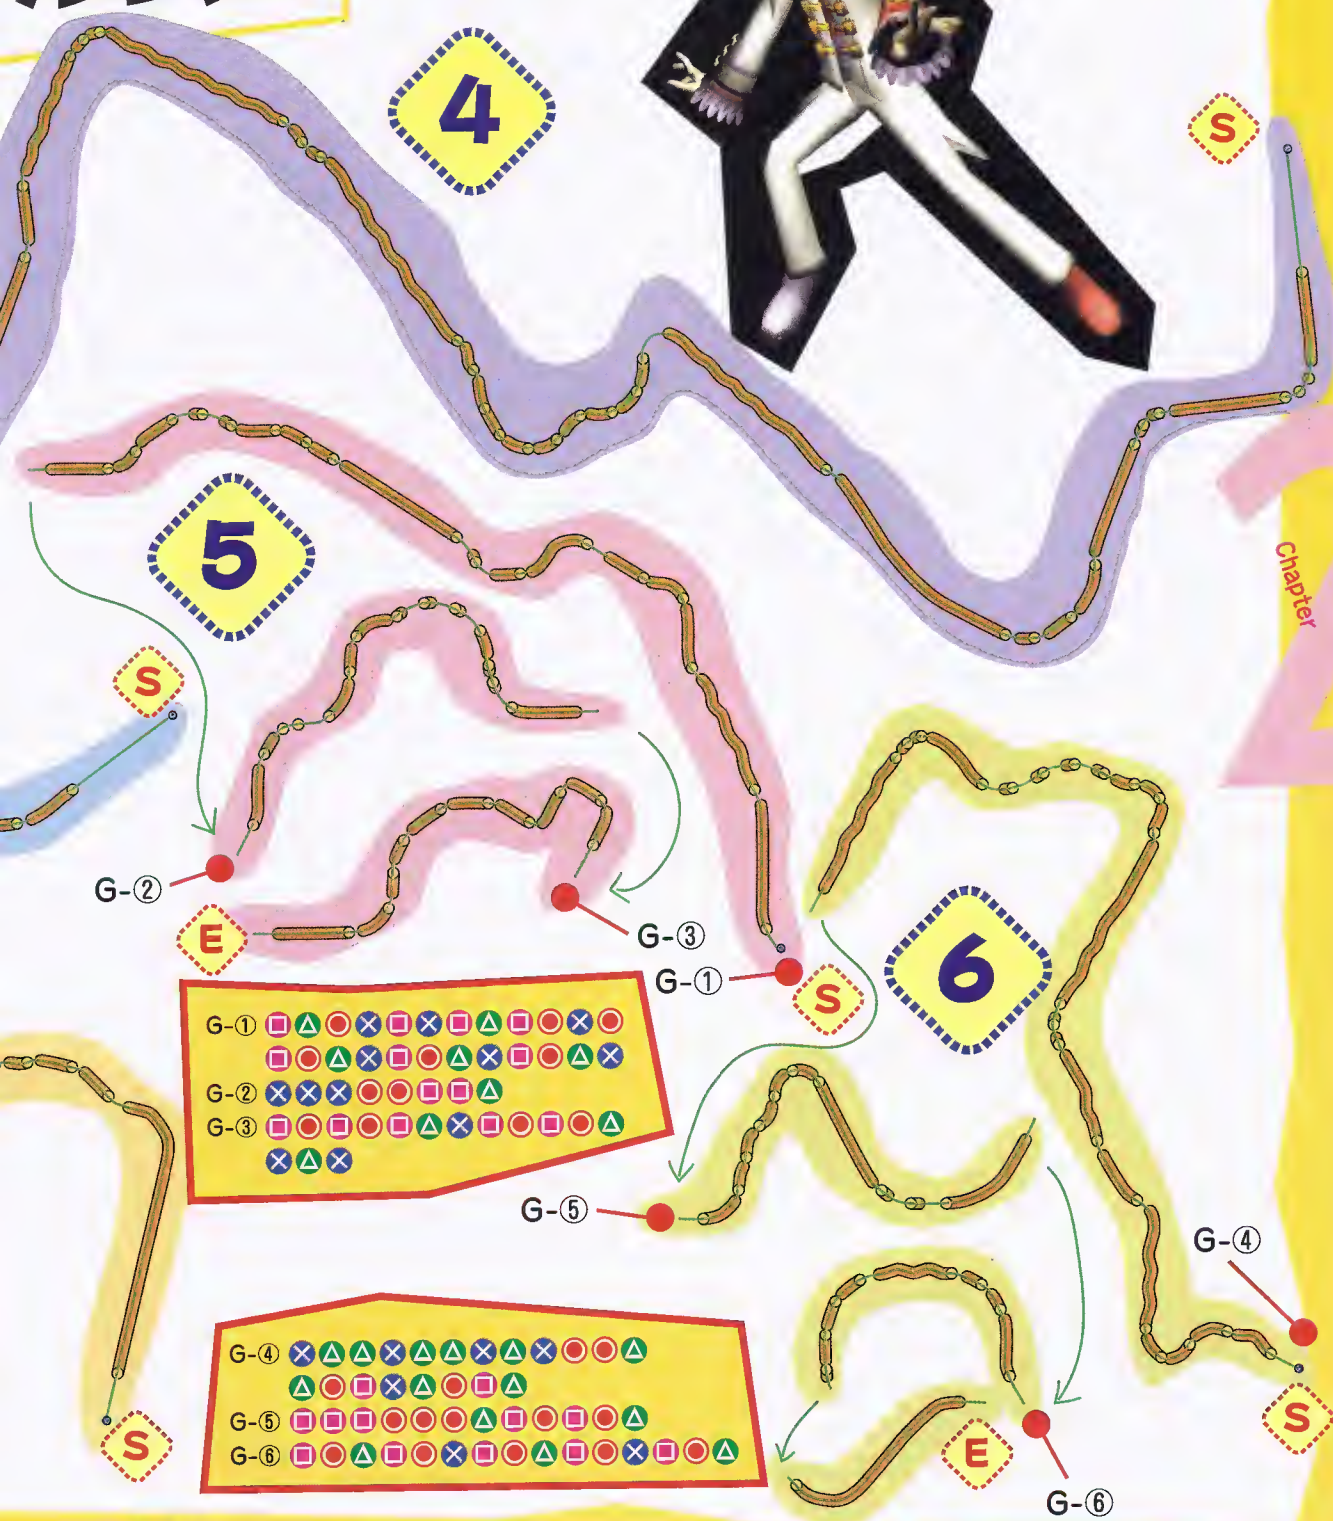 4
S
5
Chapter
S
G-②
E
G-③
G-①
S
6
G-① □△○×□×□△□○×○
□○△×□○△×□○△×
G-② ×××○○□□△
G-③ □○□○□△×□○□○△
×△×
G-⑤
G-④
G-④ ×△△×△△×△×○○△
△○□×△○□△
G-⑤ □□□○○○△□○□○△
G-⑥ □○△□○×□○△□○×□○△
S
E
S
G-⑥